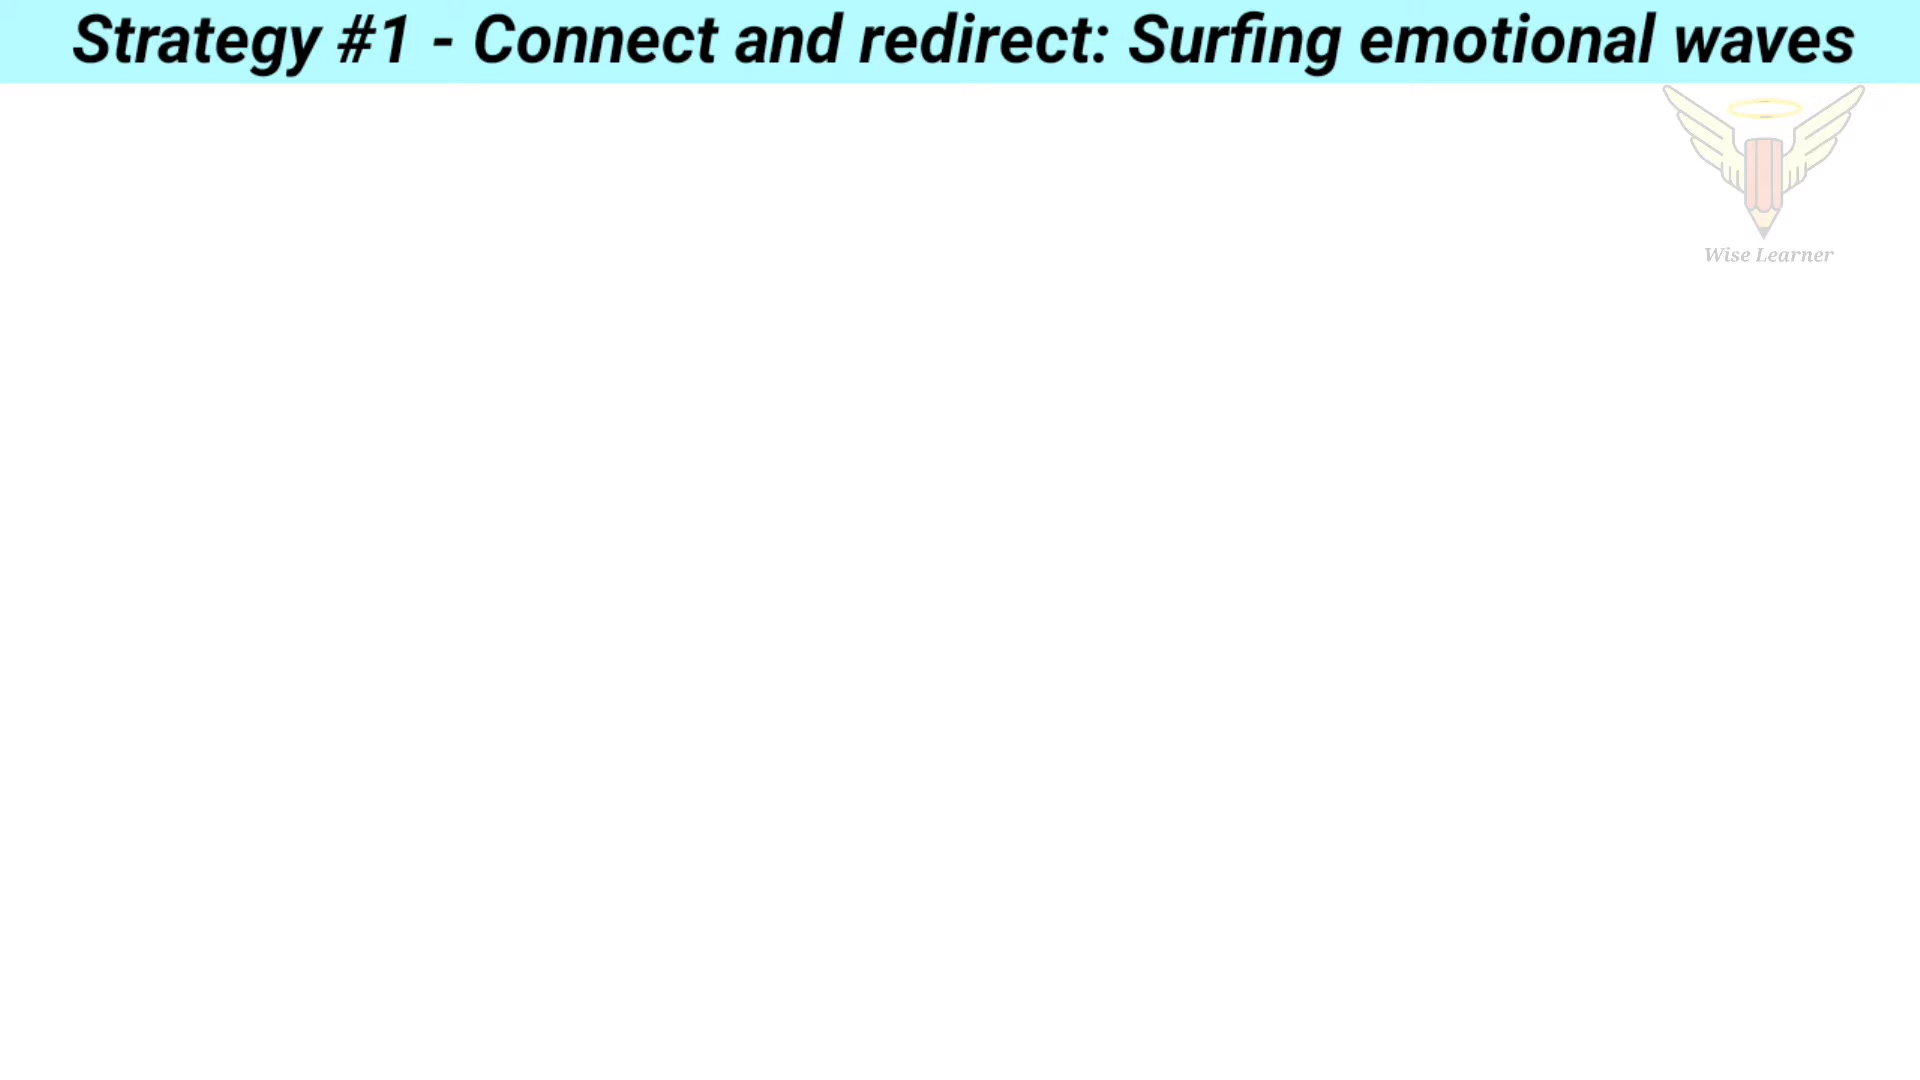 Strategy #1 - Connect and redirect: Surfing emotional waves
Wise Learner